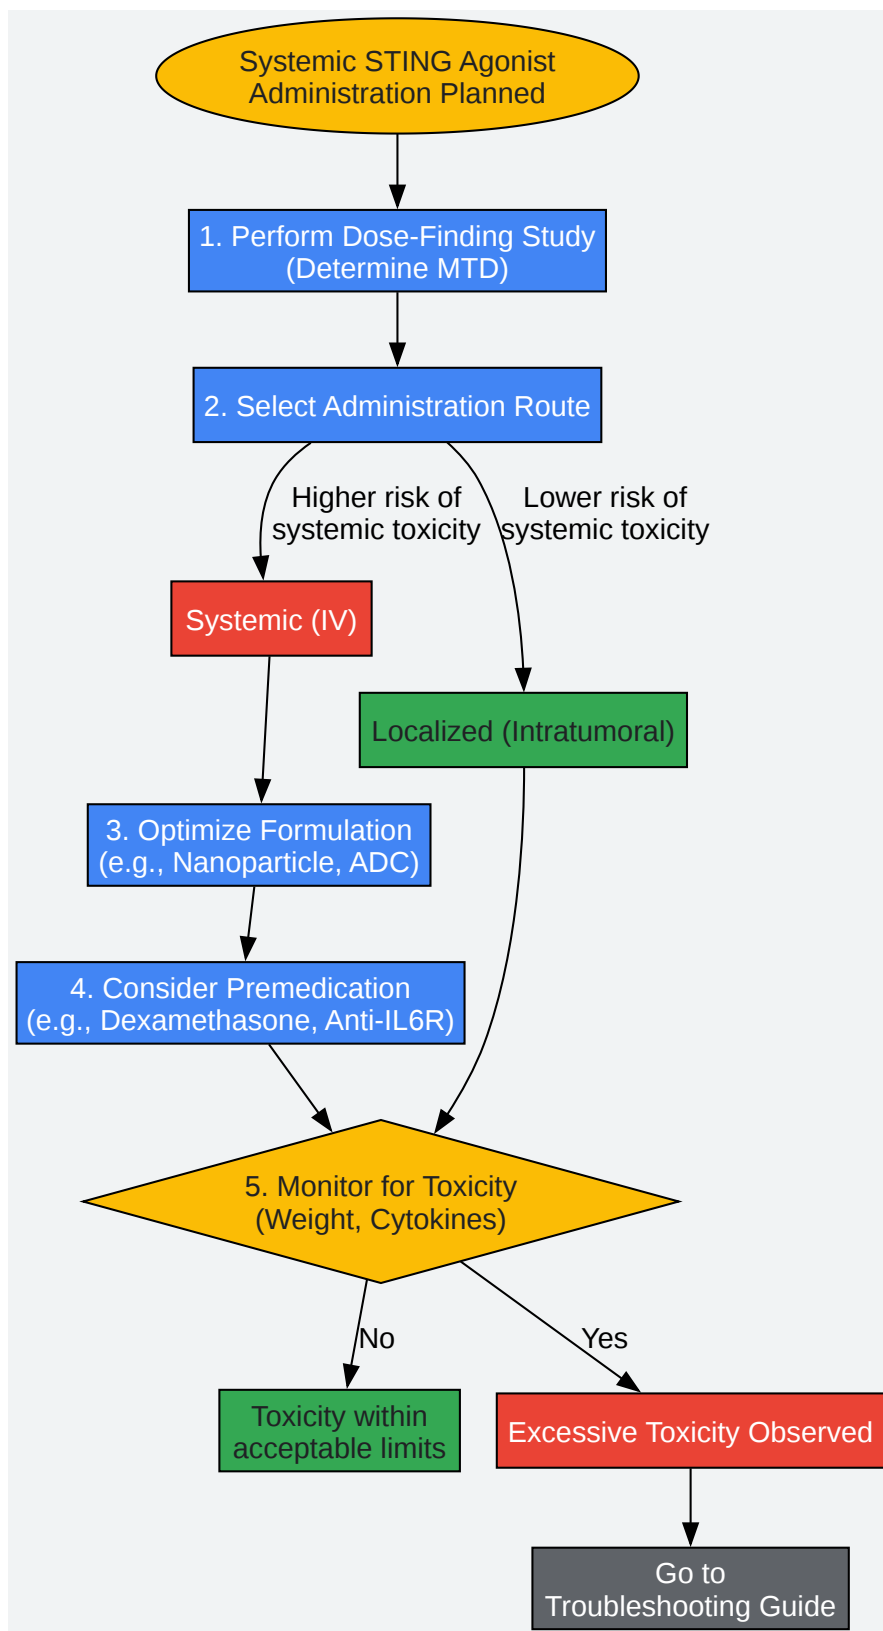 Systemic STING Agonist
Administration Planned
1. Perform Dose-Finding Study
(Determine MTD)
2. Select Administration Route
Higher risk of
systemic toxicity
Lower risk of
systemic toxicity
Systemic (IV)
Localized (Intratumoral)
3. Optimize Formulation
(e.g., Nanoparticle, ADC)
4. Consider Premedication
(e.g., Dexamethasone, Anti-IL6R)
5. Monitor for Toxicity
(Weight, Cytokines)
No
Yes
Toxicity within
acceptable limits
Excessive Toxicity Observed
Go to
Troubleshooting Guide